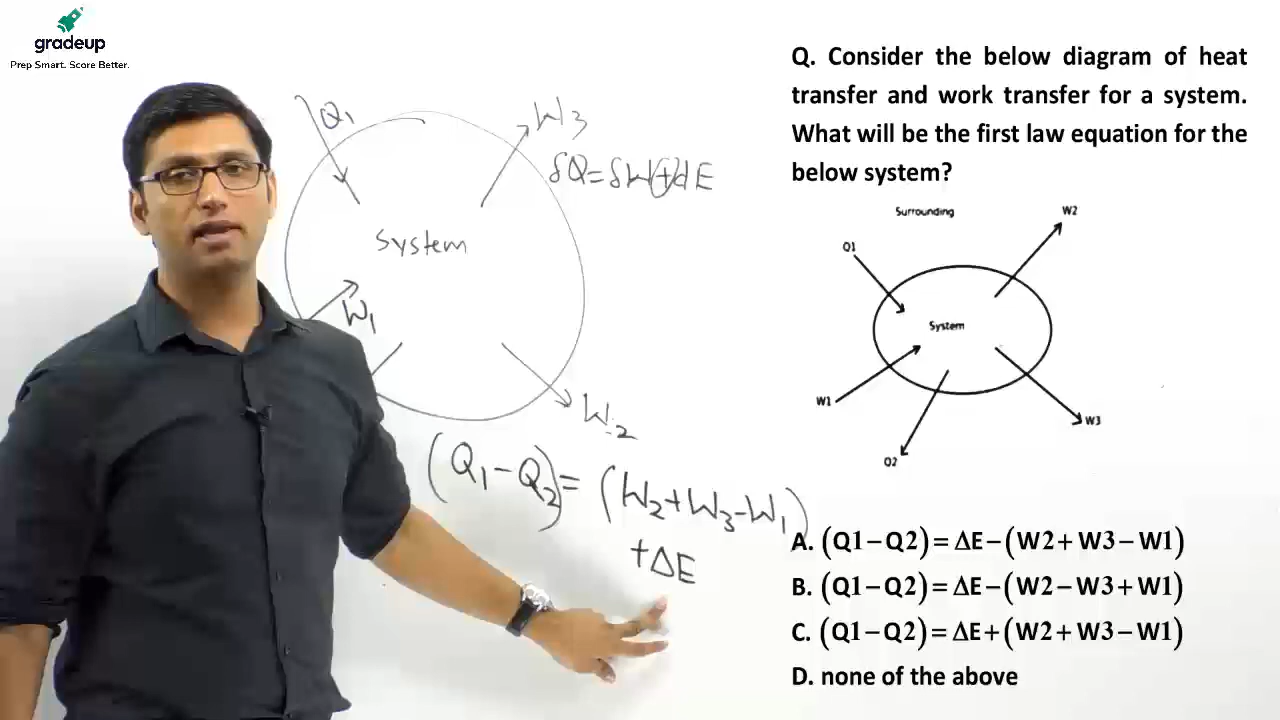 gradeup
Prep Smart. Score Better.
Q1
W3
δQ=δW+dE
System
W1
W2
(Q1-Q2)= (W2+W3-W1)
+ΔE
Q. Consider the below diagram of heat
transfer and work transfer for a system.
What will be the first law equation for the
below system?
Surrounding
W2
Q1
System
W1
W3
Q2
A. (Q1−Q2)= ΔE−(W2+W3−W1)
B. (Q1−Q2)= ΔE−(W2−W3+W1)
C. (Q1−Q2)= ΔE+(W2+W3−W1)
D. none of the above